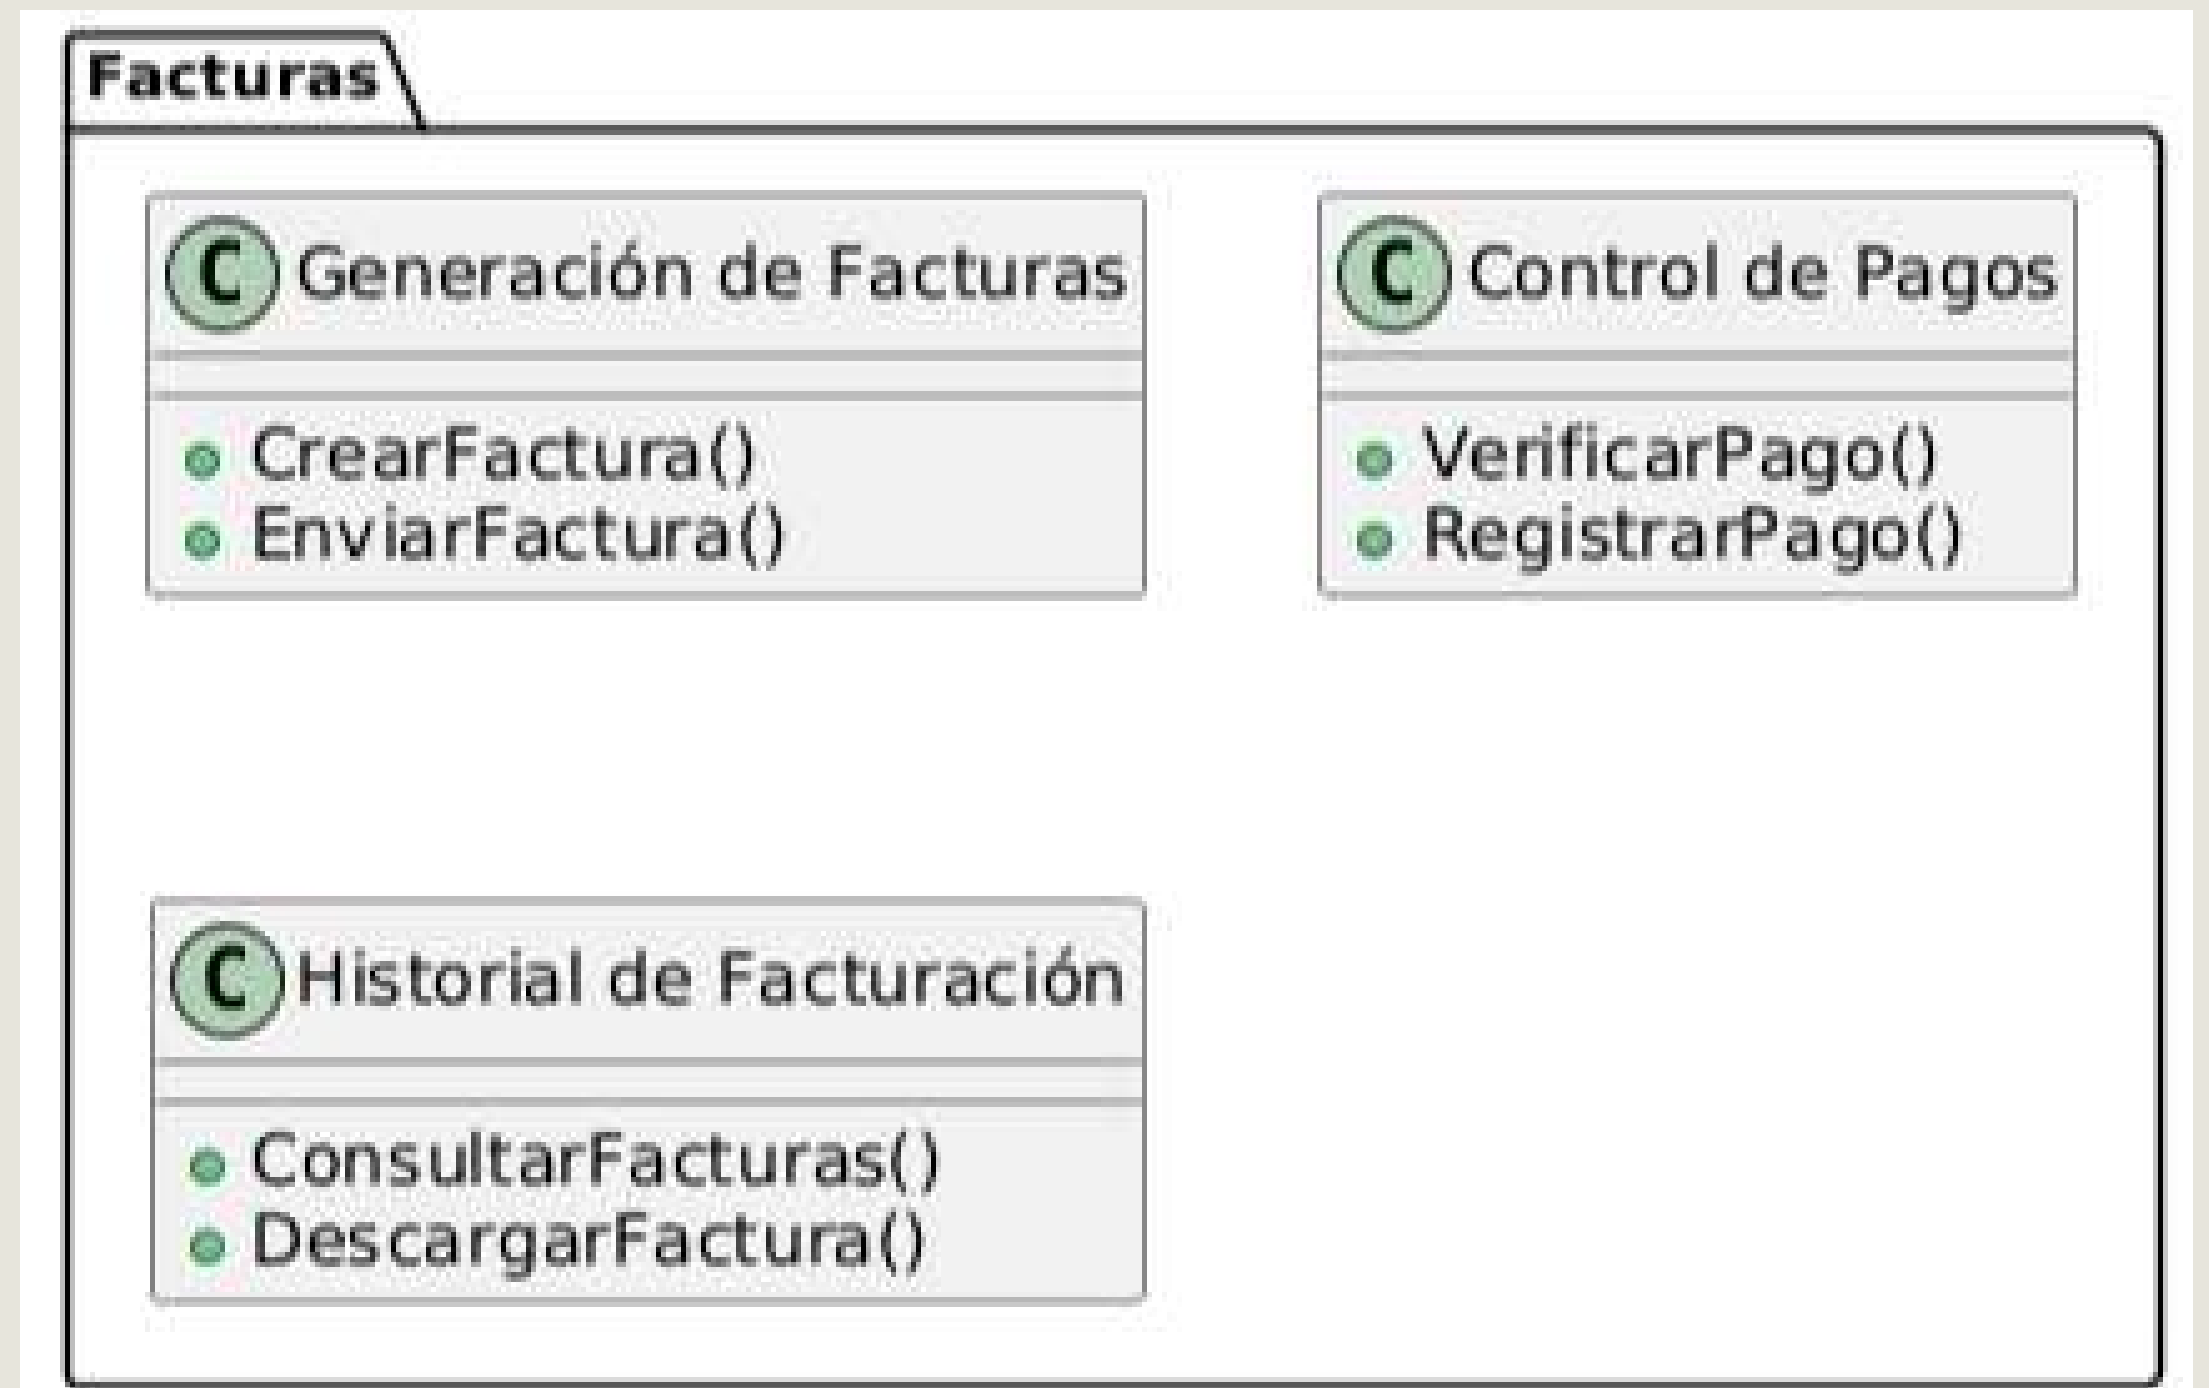 Facturas
C Generación de Facturas
CrearFactura()
EnviarFactura()
C Control de Pagos
VerificarPago()
RegistrarPago()
C Historial de Facturación
ConsultarFacturas()
DescargarFactura()